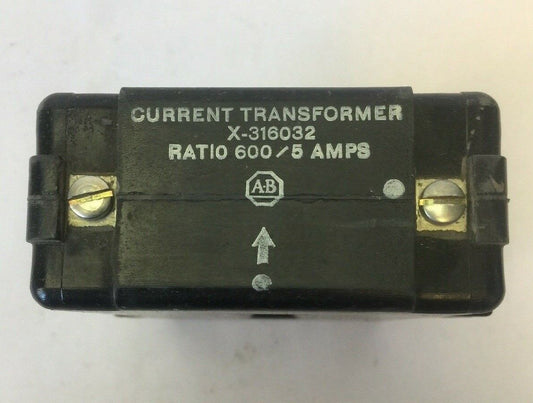 CURRENT TRANSFORMER
X-316032
RATIO 600/5 AMPS
A-B